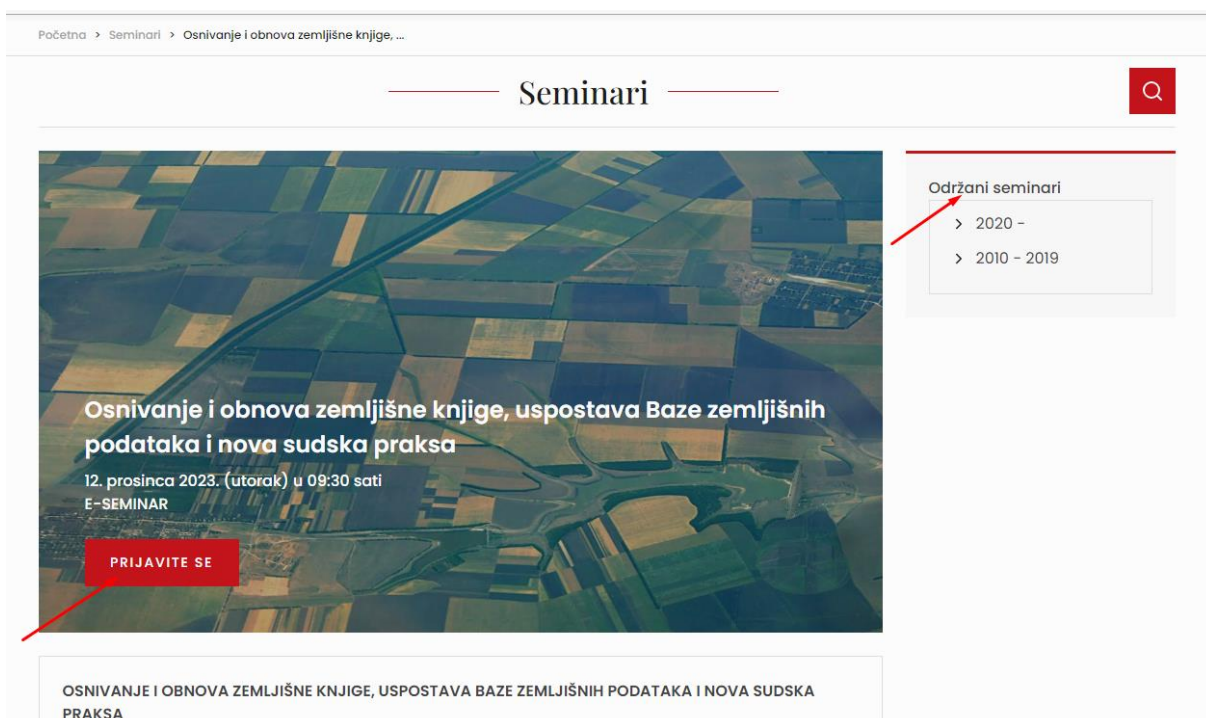 Početna > Seminari > Osnivanje i obnova zemljišne knjige, ...
Seminari
Osnivanje i obnova zemljišne knjige, uspostava Baze zemljišnih
podataka i nova sudska praksa
12. prosinca 2023. (utorak) u 09:30 sati
E-SEMINAR
PRIJAVITE SE
Održani seminari
> 2020 -
> 2010 - 2019
OSNIVANJE I OBNOVA ZEMLJIŠNE KNJIGE, USPOSTAVA BAZE ZEMLJIŠNIH PODATAKA I NOVA SUDSKA
PRAKSA